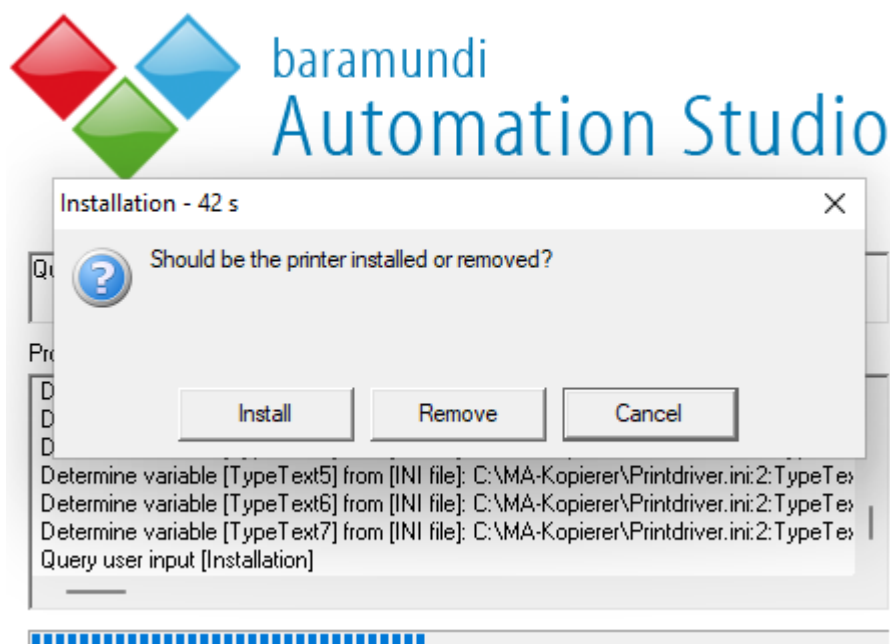 baramundi
Automation Studio
Installation - 42 s
Should be the printer installed or removed?
Install
Remove
Cancel
Determine variable [TypeText5] from [INI file]: C:\MA-Kopierer\Printdriver.ini:2:TypeTex
Determine variable [TypeText6] from [INI file]: C:\MA-Kopierer\Printdriver.ini:2:TypeTex
Determine variable [TypeText7] from [INI file]: C:\MA-Kopierer\Printdriver.ini:2:TypeTex
Query user input [Installation]